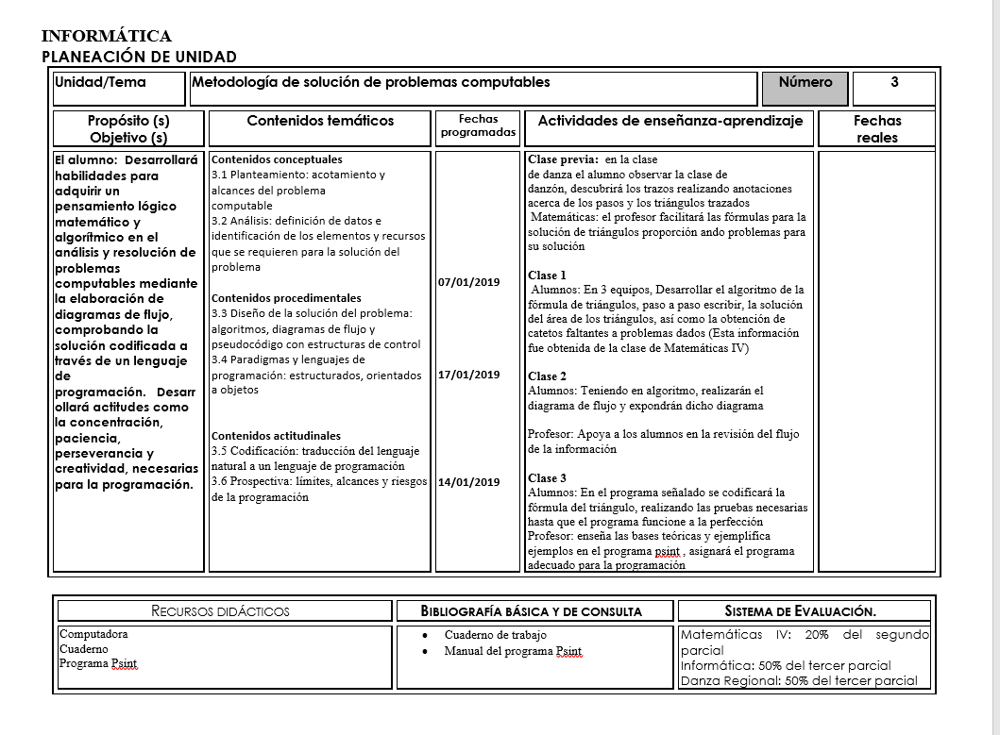 INFORMÁTICA
PLANEACIÓN DE UNIDAD
Unidad/Tema
Metodología de solución de problemas computables
Número
3
Propósito (s)
Objetivo (s)
Contenidos temáticos
Fechas
programadas
Actividades de enseñanza-aprendizaje
Fechas
reales
El alumno:  Desarrollará
habilidades para
adquirir un
pensamiento lógico
matemático y
algorítmico en el
análisis y resolución de
problemas
computables mediante
la elaboración de
diagramas de flujo,
comprobando la
solución codificada a
través de un lenguaje
de
programación.   Desarr
ollará actitudes como
la concentración,
paciencia,
perseverancia y
creatividad, necesarias
para la programación.
Contenidos conceptuales
3.1 Planteamiento: acotamiento y
alcances del problema
computable
3.2 Análisis: definición de datos e
identificación de los elementos y recursos
que se requieren para la solución del
problema
Contenidos procedimentales
3.3 Diseño de la solución del problema:
algoritmos, diagramas de flujo y
pseudocódigo con estructuras de control
3.4 Paradigmas y lenguajes de
programación: estructurados, orientados
a objetos
Contenidos actitudinales
3.5 Codificación: traducción del lenguaje
natural a un lenguaje de programación
3.6 Prospectiva: límites, alcances y riesgos
de la programación
07/01/2019
17/01/2019
14/01/2019
Clase previa:  en la clase
de danza el alumno observar la clase de
danzón, descubrirá los trazos realizando anotaciones
acerca de los pasos y los triángulos trazados
Matemáticas: el profesor facilitará las fórmulas para la
solución de triángulos proporción ando problemas para
su solución
Clase 1
Alumnos: En 3 equipos, Desarrollar el algoritmo de la
fórmula de triángulos, paso a paso escribir, la solución
del área de los triángulos, así como la obtención de
catetos faltantes a problemas dados (Esta información
fue obtenida de la clase de Matemáticas IV)
Clase 2
Alumnos: Teniendo en algoritmo, realizarán el
diagrama de flujo y expondrán dicho diagrama
Profesor: Apoya a los alumnos en la revisión del flujo
de la información
Clase 3
Alumnos: En el programa señalado se codificará la
fórmula del triángulo, realizando las pruebas necesarias
hasta que el programa funcione a la perfección
Profesor: enseña las bases teóricas y ejemplifica
ejemplos en el programa psint , asignará el programa
adecuado para la programación
RECURSOS DIDÁCTICOS
BIBLIOGRAFÍA BÁSICA Y DE CONSULTA
SISTEMA DE EVALUACIÓN.
Computadora
Cuaderno
Programa Psint
• Cuaderno de trabajo
• Manual del programa Psint
Matemáticas IV: 20% del segundo
parcial
Informática: 50% del tercer parcial
Danza Regional: 50% del tercer parcial